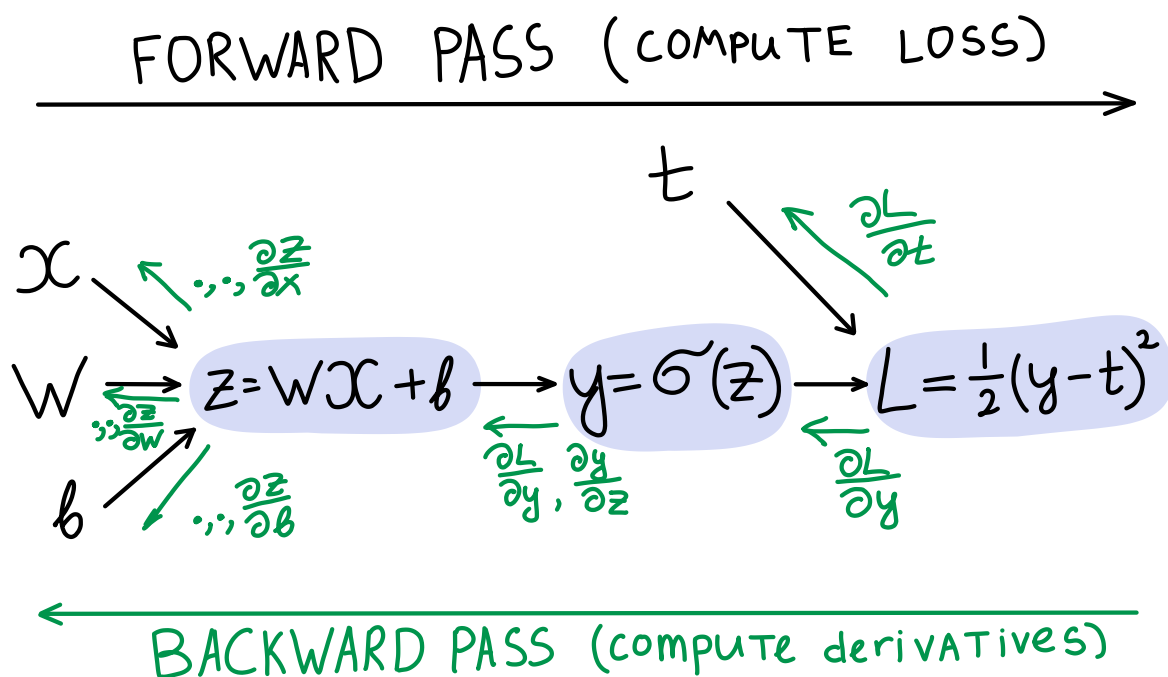 FORWARD PASS (COMPUTE LOSS)
t
∂L/∂t
x
., ., ∂z/∂x
w
z = wx + b
y = σ(z)
L = 1/2 (y - t)²
., ., ∂z/∂w
b
., ., ∂z/∂b
∂L/∂y, ∂y/∂z
∂L/∂y
BACKWARD PASS (compute derivatives)